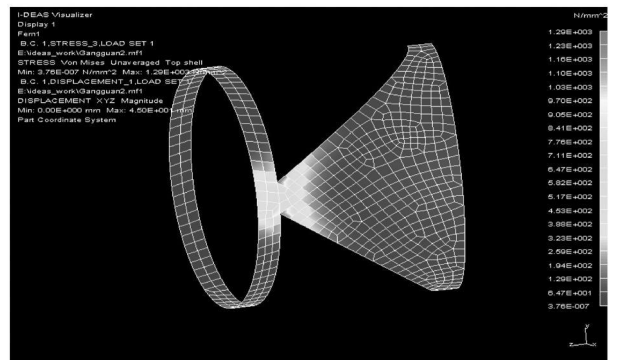 I-DEAS Visualizer
Display 1
Fem1
B.C. 1,STRESS_3,LOAD SET 1
E:\ideas_work\Gangguan2.mf1
STRESS Von Mises Unaveraged Top shell
Min: 3.76E-007 N/mm^2 Max: 1.29E+003 N/mm^2
B.C. 1,DISPLACEMENT_1,LOAD SET 1
E:\ideas_work\Gangguan2.mf1
DISPLACEMENT XYZ Magnitude
Min: 0.00E+000 mm Max: 4.50E+001 mm
Part Coordinate System
N/mm^2
1.29E+003
1.23E+003
1.16E+003
1.10E+003
1.03E+003
9.70E+002
9.05E+002
8.41E+002
7.76E+002
7.11E+002
6.47E+002
5.82E+002
5.17E+002
4.53E+002
3.88E+002
3.23E+002
2.59E+002
1.94E+002
1.29E+002
6.47E+001
3.76E-007
Y
Z X